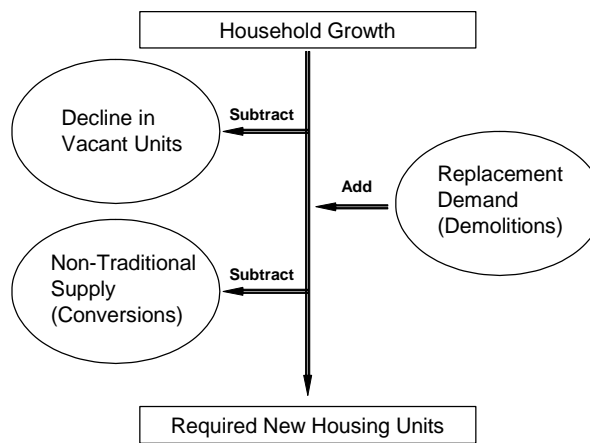 Household Growth
Decline in
Vacant Units
Subtract
Add
Replacement
Demand
(Demolitions)
Non-Traditional
Supply
(Conversions)
Subtract
Required New Housing Units